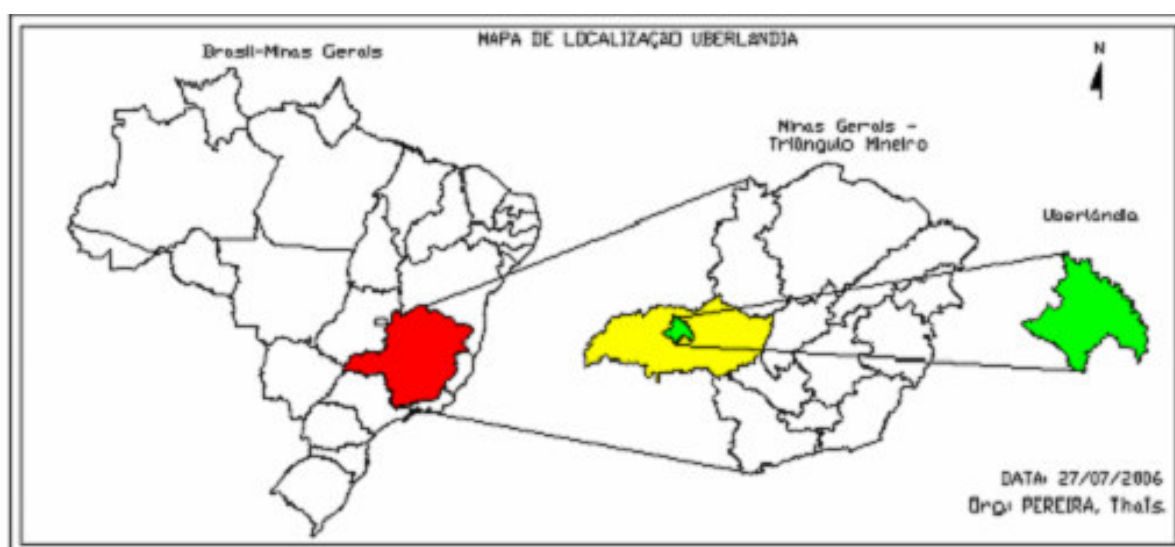 MAPA DE LOCALIZAÇÃO UBERLÂNDIA
Brasil-Minas Gerais
N
Minas Gerais -
Triângulo Mineiro
Uberlândia
DATA: 27/07/2006
Org: PEREIRA, Thaís.